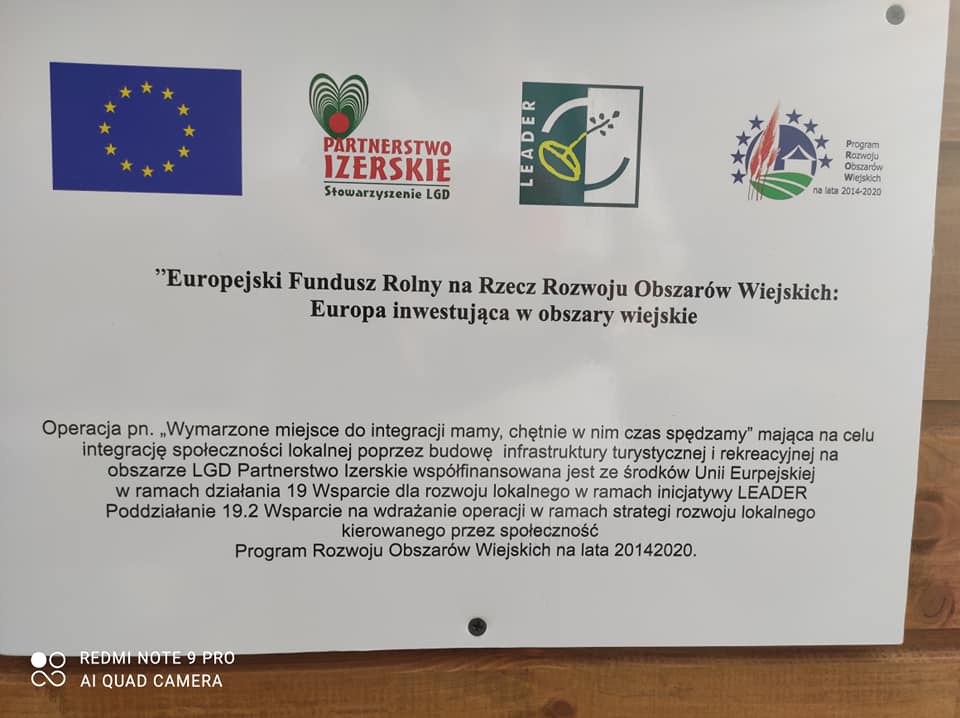 PARTNERSTWO
IZERSKIE
Stowarzyszenie LGD
LEADER
Program
Rozwoju
Obszarów
Wiejskich
na lata 2014-2020
”Europejski Fundusz Rolny na Rzecz Rozwoju Obszarów Wiejskich:
Europa inwestująca w obszary wiejskie
Operacja pn. „Wymarzone miejsce do integracji mamy, chętnie w nim czas spędzamy” mająca na celu
integrację społeczności lokalnej poprzez budowę infrastruktury turystycznej i rekreacyjnej na
obszarze LGD Partnerstwo Izerskie współfinansowana jest ze środków Unii Eurpejskiej
w ramach działania 19 Wsparcie dla rozwoju lokalnego w ramach inicjatywy LEADER
Poddziałanie 19.2 Wsparcie na wdrażanie operacji w ramach strategi rozwoju lokalnego
kierowanego przez społeczność
Program Rozwoju Obszarów Wiejskich na lata 20142020.
REDMI NOTE 9 PRO
AI QUAD CAMERA